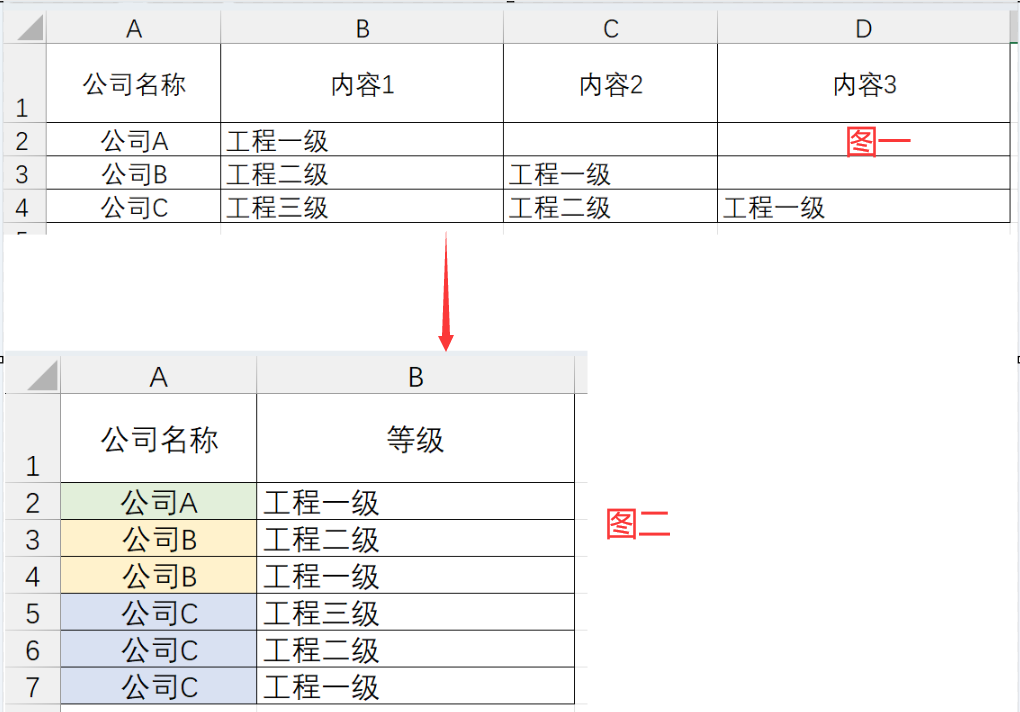 A B C D
1 公司名称 内容1 内容2 内容3
2 公司A 工程一级 图一
3 公司B 工程二级 工程一级
4 公司C 工程三级 工程二级 工程一级
A B
1 公司名称 等级
2 公司A 工程一级
图二
3 公司B 工程二级
4 公司B 工程一级
5 公司C 工程三级
6 公司C 工程二级
7 公司C 工程一级